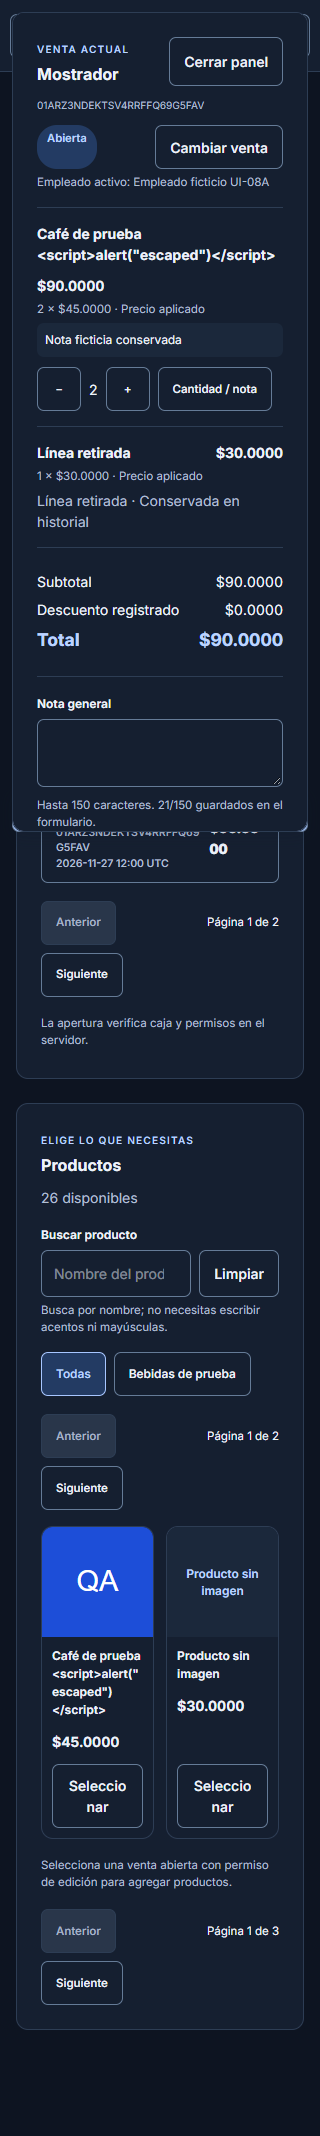 VENTA ACTUAL
Mostrador
Cerrar panel
01ARZ3NDEKTSV4RRFFQ69G5FAV
Abierta
Cambiar venta
Empleado activo: Empleado ficticio UI-08A
Café de prueba
<script>alert("escaped")</script>
$90.0000
2 × $45.0000 · Precio aplicado
Nota ficticia conservada
− 2 + Cantidad / nota
Línea retirada $30.0000
1 × $30.0000 · Precio aplicado
Línea retirada · Conservada en
historial
Subtotal $90.0000
Descuento registrado $0.0000
Total $90.0000
Nota general
Hasta 150 caracteres. 21/150 guardados en el
formulario.
G5FAV
00
2026-11-27 12:00 UTC
Anterior Página 1 de 2
Siguiente
La apertura verifica caja y permisos en el
servidor.
ELIGE LO QUE NECESITAS
Productos
26 disponibles
Buscar producto
Nombre del prod
Limpiar
Busca por nombre; no necesitas escribir
acentos ni mayúsculas.
Todas Bebidas de prueba
Anterior Página 1 de 2
Siguiente
QA
Café de prueba
<script>alert("
escaped")
</script>
$45.0000
Seleccio
nar
Producto sin
imagen
Producto sin
imagen
$30.0000
Seleccio
nar
Selecciona una venta abierta con permiso
de edición para agregar productos.
Anterior Página 1 de 3
Siguiente